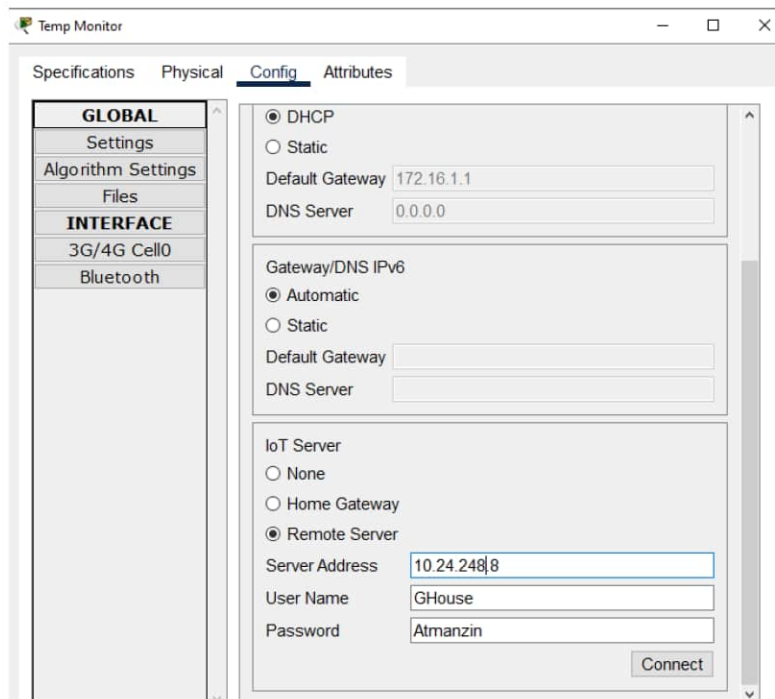 Temp Monitor
Specifications Physical Config Attributes
GLOBAL
Settings
Algorithm Settings
Files
INTERFACE
3G/4G Cell0
Bluetooth
DHCP
Static
Default Gateway 172.16.1.1
DNS Server 0.0.0.0
Gateway/DNS IPv6
Automatic
Static
Default Gateway
DNS Server
IoT Server
None
Home Gateway
Remote Server
Server Address 10.24.248.8
User Name GHouse
Password Atmanzin
Connect